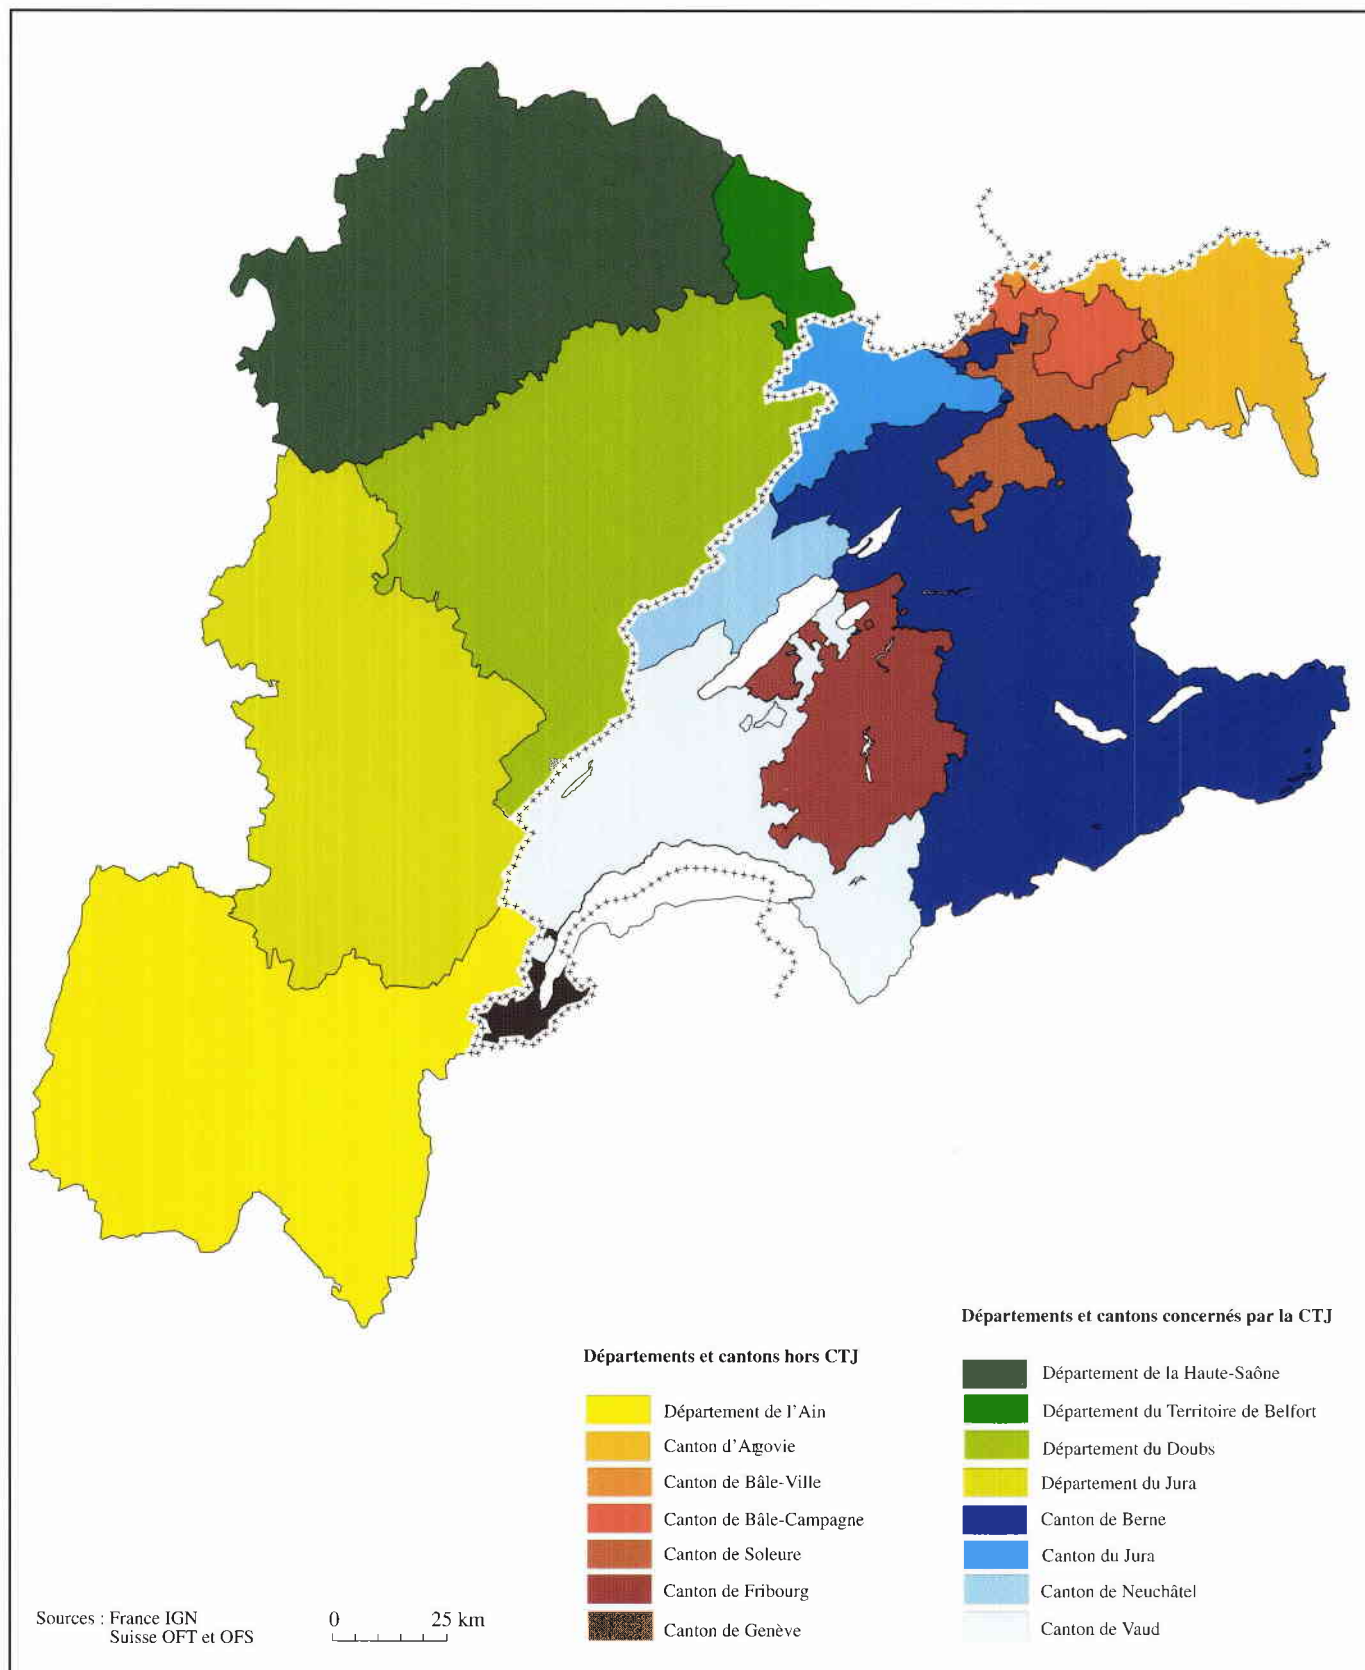 Départements et cantons concernés par la CTJ
Département de la Haute-Saône
Département du Territoire de Belfort
Département du Doubs
Département du Jura
Canton de Berne
Canton du Jura
Canton de Neuchâtel
Canton de Vaud
Départements et cantons hors CTJ
Département de l'Ain
Canton d'Argovie
Canton de Bâle-Ville
Canton de Bâle-Campagne
Canton de Soleure
Canton de Fribourg
Canton de Genève
Sources : France IGN
Suisse OFT et OFS
0 25 km